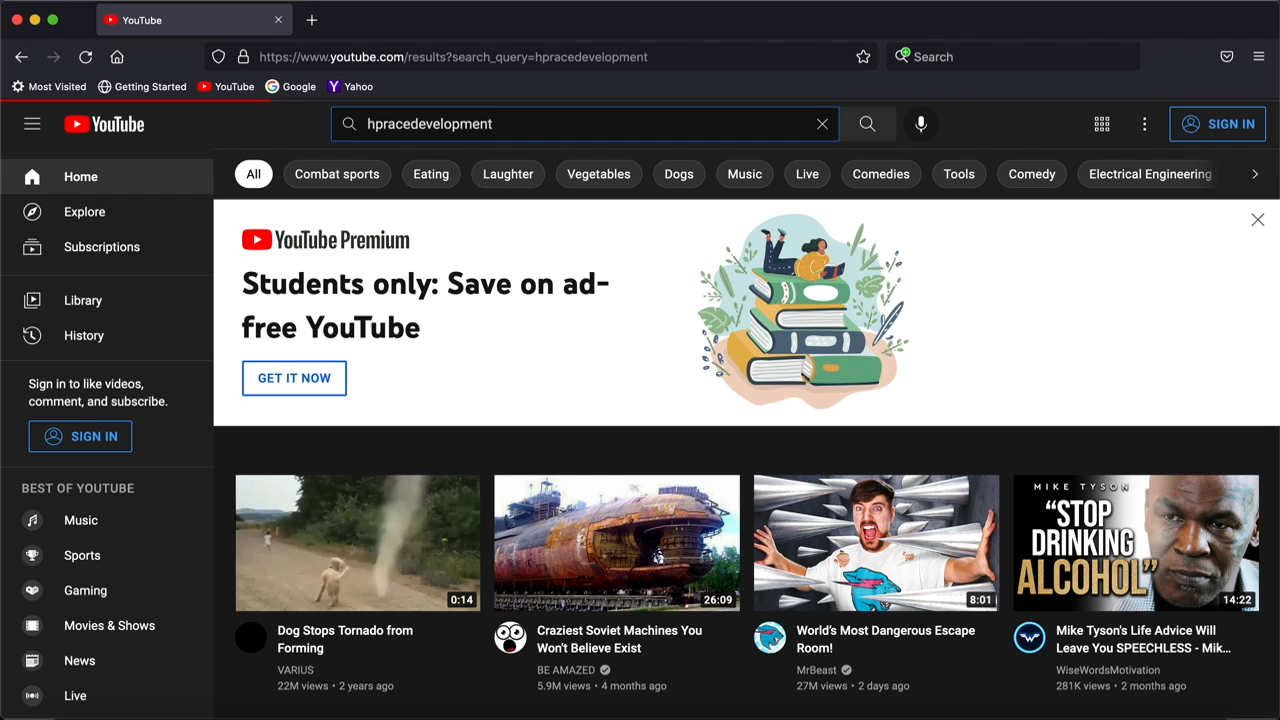 YouTube
https://www.youtube.com/results?search_query=hpracedevelopment
Search
Most Visited
Getting Started
YouTube
Google
Yahoo
YouTube
hpracedevelopment
SIGN IN
Home
Explore
Subscriptions
Library
History
Sign in to like videos,
comment, and subscribe.
SIGN IN
BEST OF YOUTUBE
Music
Sports
Gaming
Movies & Shows
News
Live
All
Combat sports
Eating
Laughter
Vegetables
Dogs
Music
Live
Comedies
Tools
Comedy
Electrical Engineering
YouTube Premium
Students only: Save on ad-
free YouTube
GET IT NOW
0:14
Dog Stops Tornado from
Forming
VARIUS
22M views • 2 years ago
26:09
Craziest Soviet Machines You
Won't Believe Exist
BE AMAZED
5.9M views • 4 months ago
8:01
World's Most Dangerous Escape
Room!
MrBeast
27M views • 2 days ago
MIKE TYSON
“STOP
DRINKING
ALCOHOL”
14:22
Mike Tyson's Life Advice Will
Leave You SPEECHLESS - Mik...
WiseWordsMotivation
281K views • 2 months ago